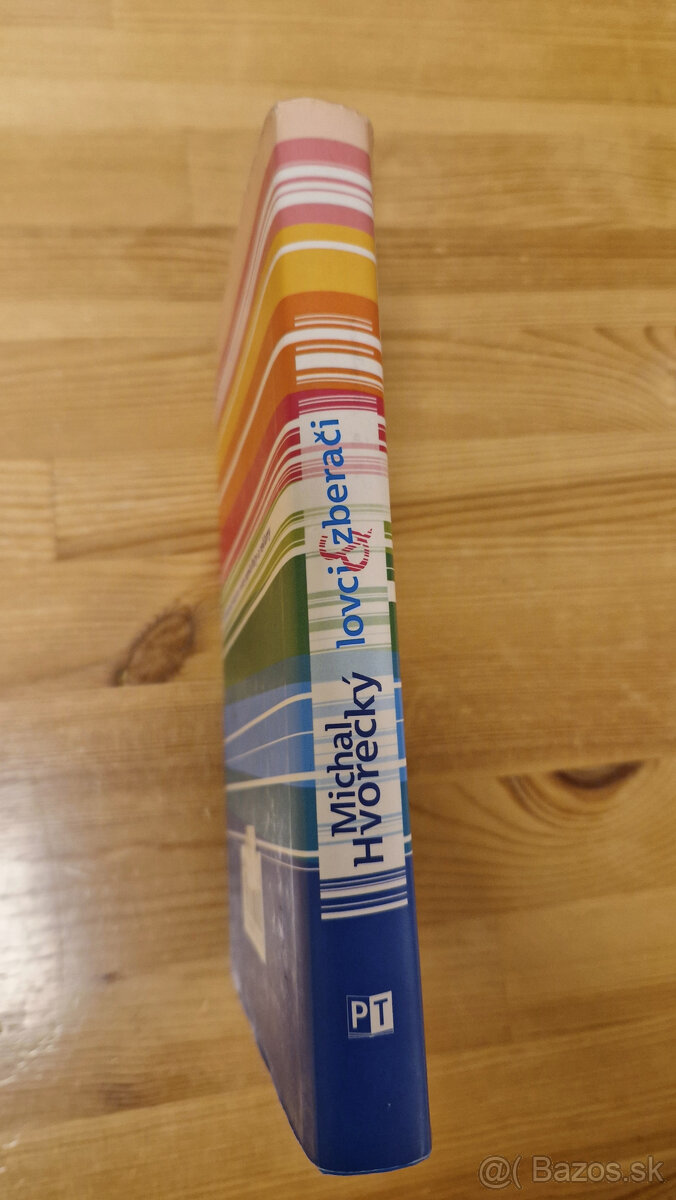 Michal
Hvorecký
lovci & zberači
PT
@( Bazos.sk